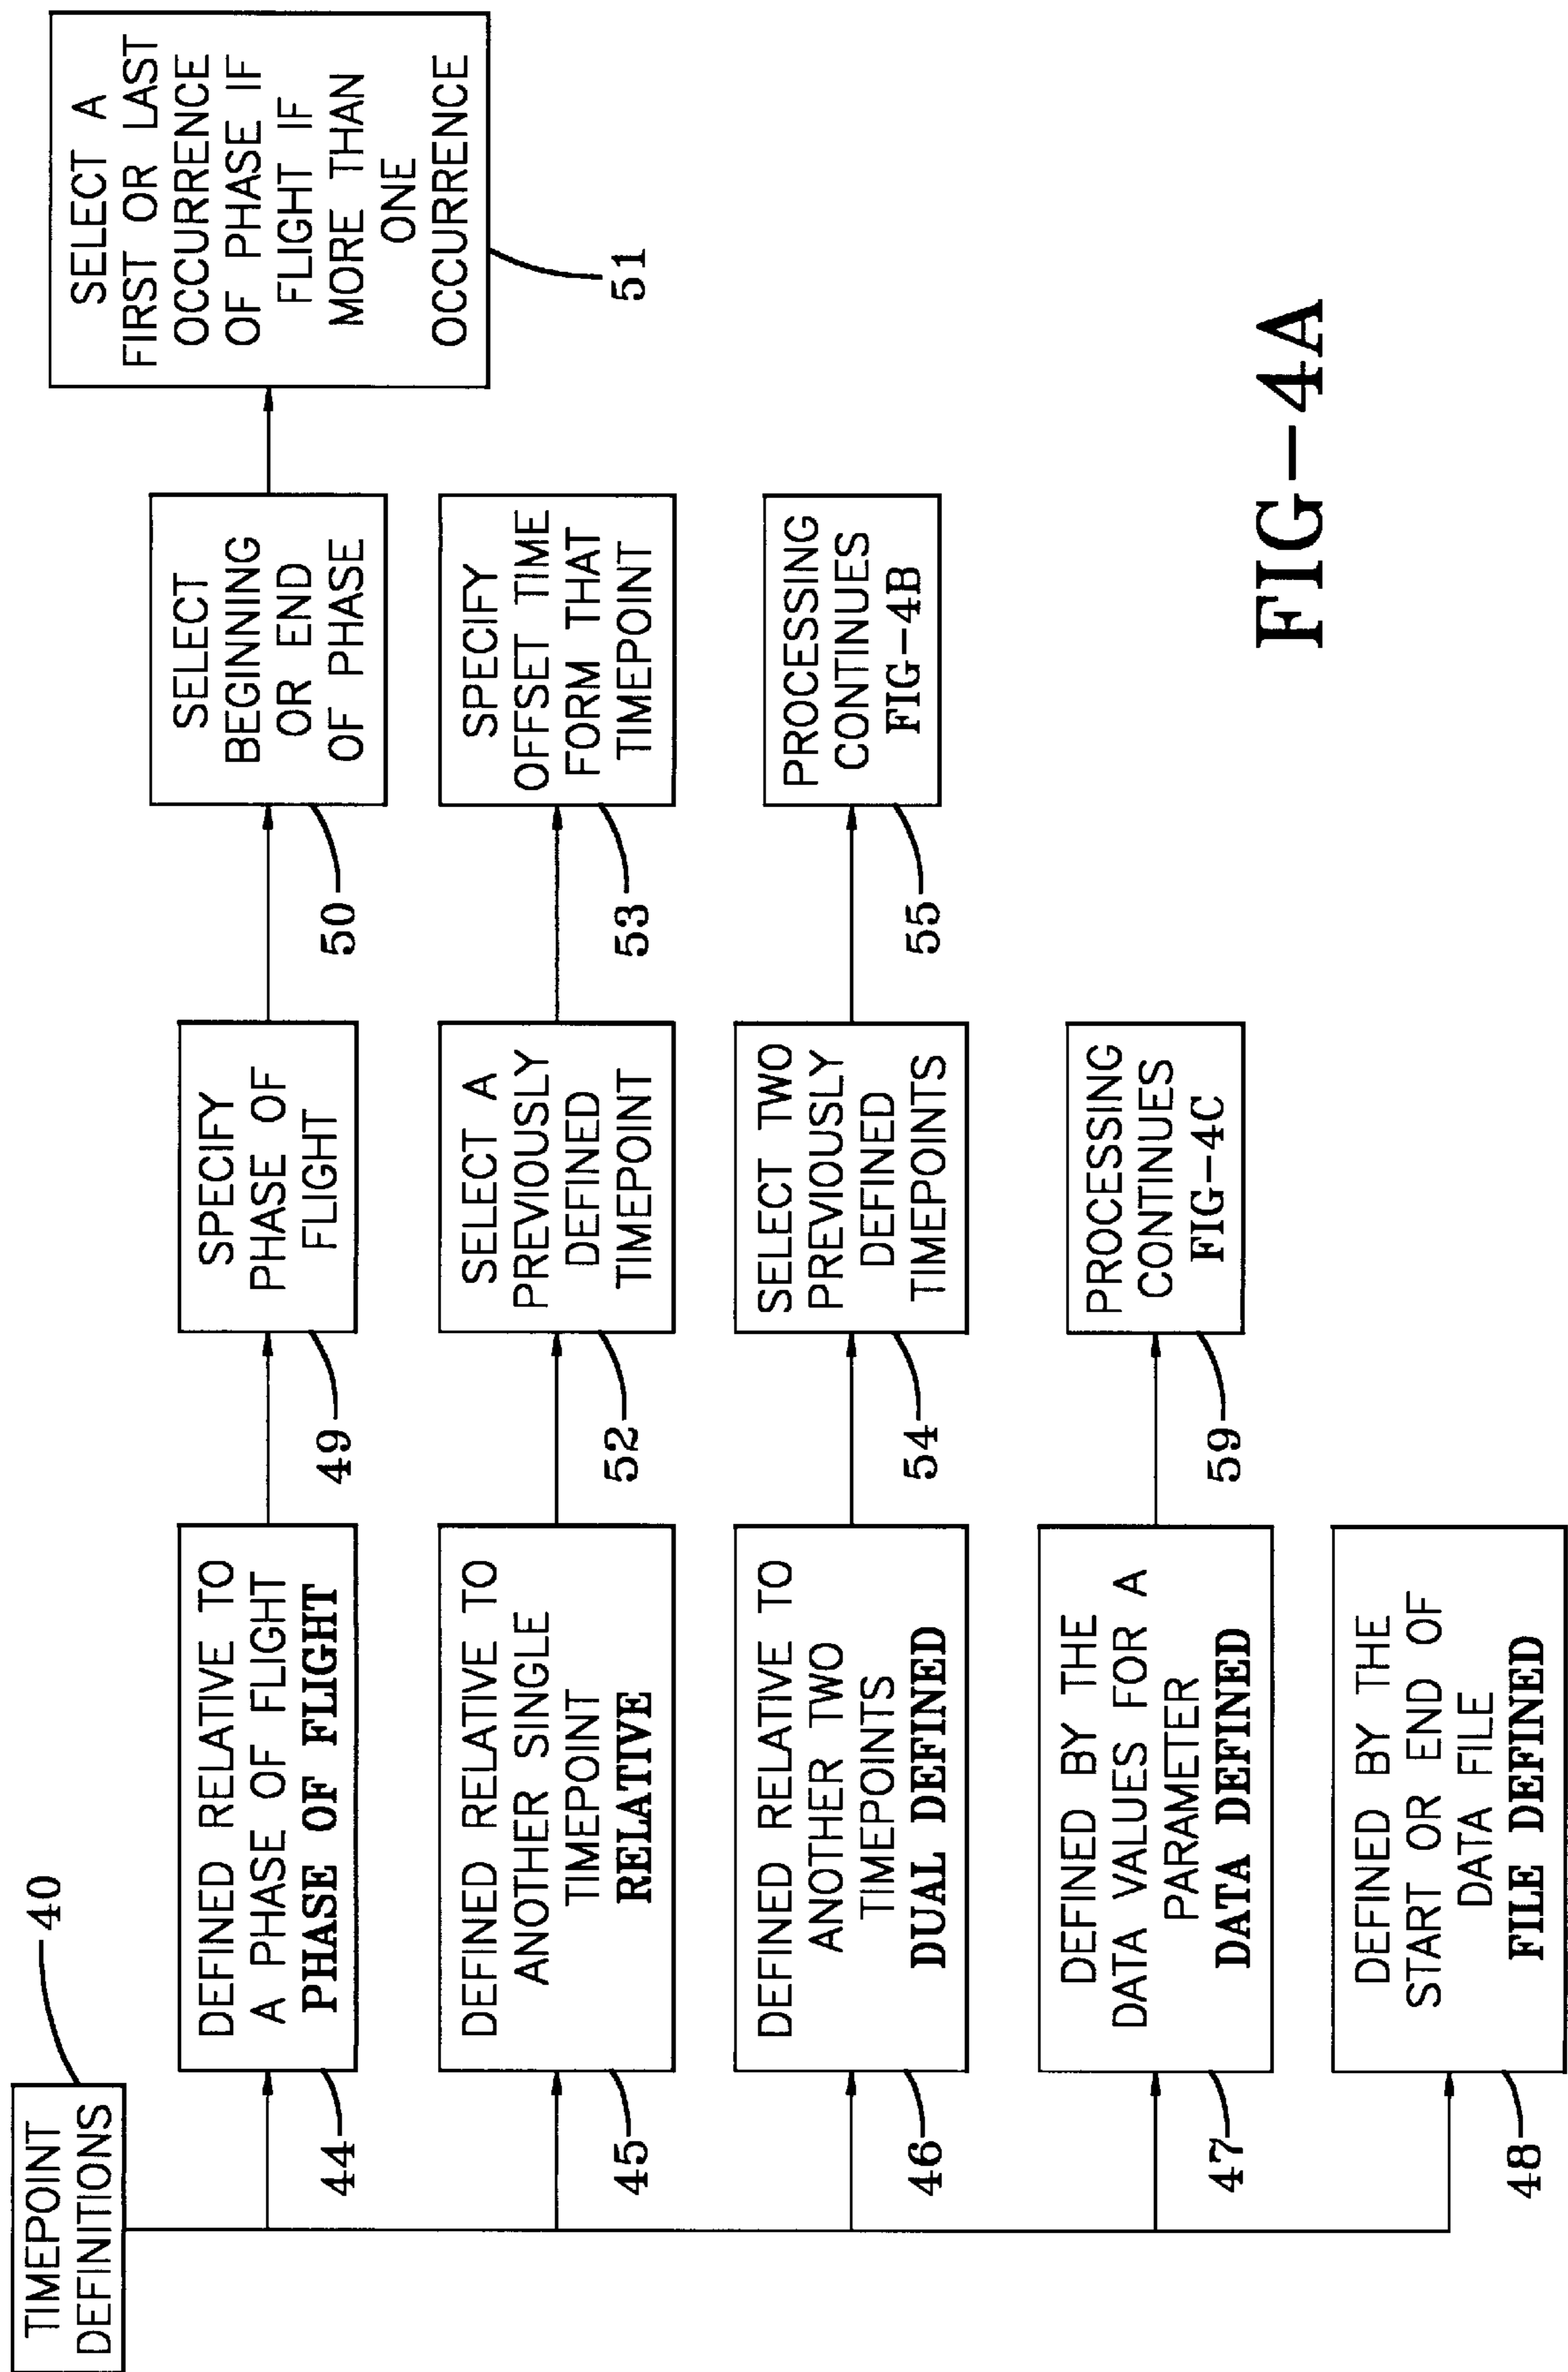 TIMEPOINT
DEFINITIONS
40
DEFINED RELATIVE TO
A PHASE OF FLIGHT
PHASE OF FLIGHT
44
SPECIFY
PHASE OF
FLIGHT
49
SELECT
BEGINNING
OR END
OF PHASE
50
SELECT A
FIRST OR LAST
OCCURRENCE
OF PHASE IF
FLIGHT IF
MORE THAN
ONE
OCCURRENCE
51
DEFINED RELATIVE TO
ANOTHER SINGLE
TIMEPOINT
RELATIVE
45
SELECT A
PREVIOUSLY
DEFINED
TIMEPOINT
52
SPECIFY
OFFSET TIME
FORM THAT
TIMEPOINT
53
DEFINED RELATIVE TO
ANOTHER TWO
TIMEPOINTS
DUAL DEFINED
46
SELECT TWO
PREVIOUSLY
DEFINED
TIMEPOINTS
54
PROCESSING
CONTINUES
FIG-4B
55
DEFINED BY THE
DATA VALUES FOR A
PARAMETER
DATA DEFINED
47
PROCESSING
CONTINUES
FIG-4C
59
DEFINED BY THE
START OR END OF
DATA FILE
FILE DEFINED
48
FIG-4A